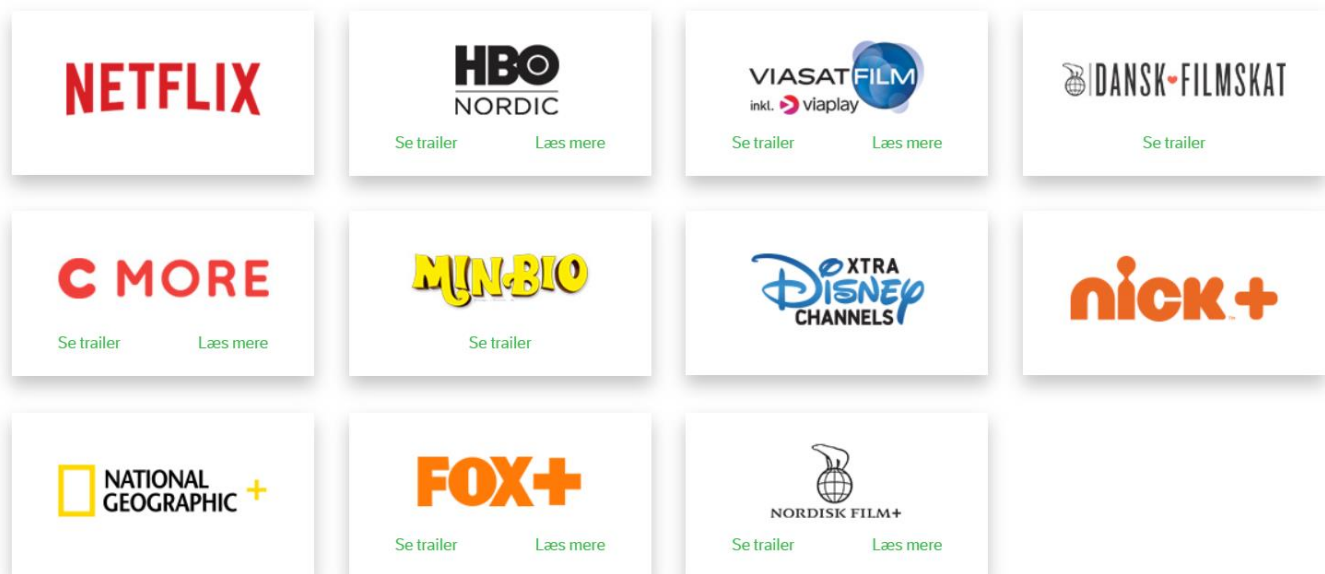 NETFLIX
HBO
NORDIC
Se trailer
Læs mere
VIASAT FILM
inkl. viaplay
Se trailer
Læs mere
DANSK FILMSKAT
Se trailer
C MORE
Se trailer
Læs mere
MIN BIO
Se trailer
XTRA
DISNEY
CHANNELS
nick+
NATIONAL
GEOGRAPHIC +
FOX+
Se trailer
Læs mere
NORDISK FILM+
Se trailer
Læs mere